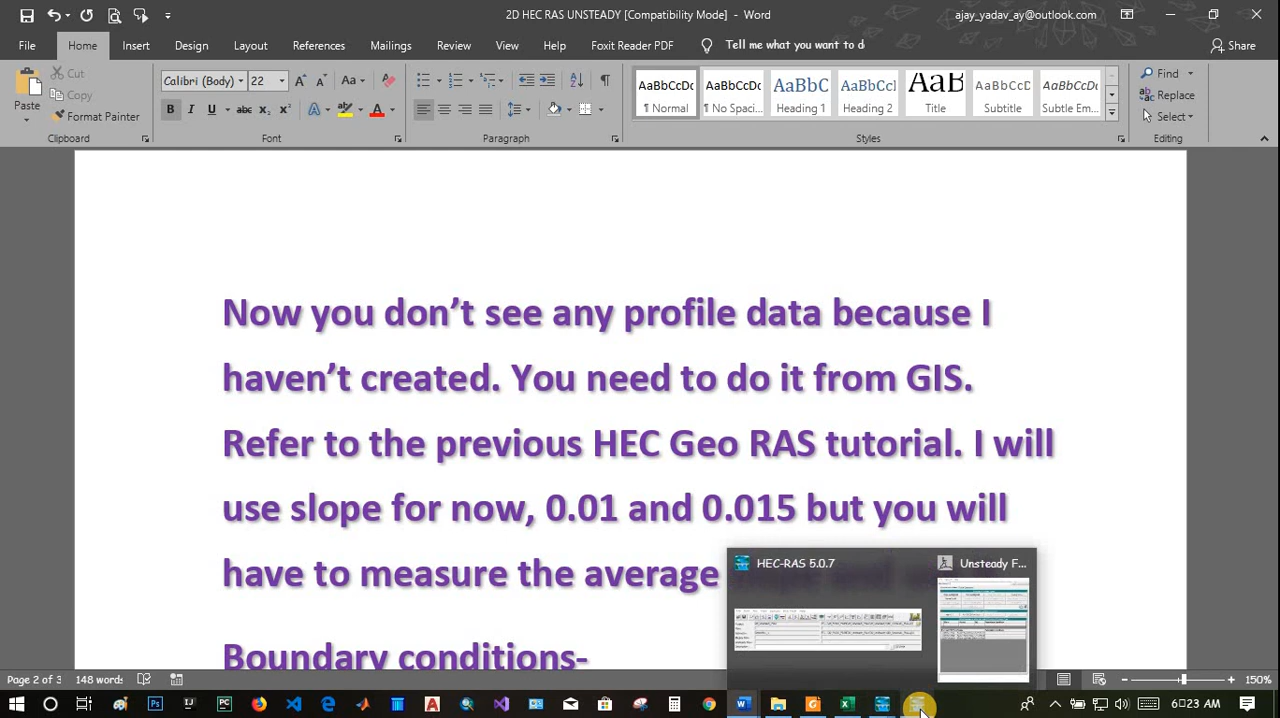 2D HEC RAS UNSTEADY [Compatibility Mode] - Word
ajay_yadav_ay@outlook.com
File Home Insert Design Layout References Mailings Review View Help Foxit Reader PDF Tell me what you want to d Share
Paste
Cut
Copy
Format Painter
Calibri (Body) 22
AaBbCcDc AaBbCcDc AaBbC AaBbCcI AaB AaBbCcD AaBbCcDc
¶ Normal ¶ No Spaci... Heading 1 Heading 2 Title Subtitle Subtle Em...
Find
Replace
Select
Clipboard Font Paragraph Styles Editing
Now you don’t see any profile data because I
haven’t created. You need to do it from GIS.
Refer to the previous HEC Geo RAS tutorial. I will
use slope for now, 0.01 and 0.015 but you will
have to measure the average
Boundary conditions-
HEC-RAS 5.0.7
Unsteady F...
Page 2 of 3 148 words
150%
6:23 AM